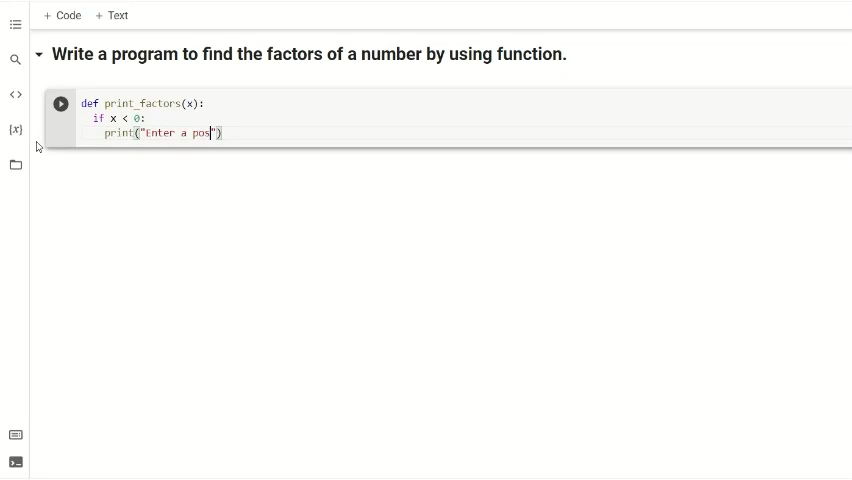 + Code + Text
Write a program to find the factors of a number by using function.
def print_factors(x):
if x < 0:
print("Enter a pos")
<>
{x}